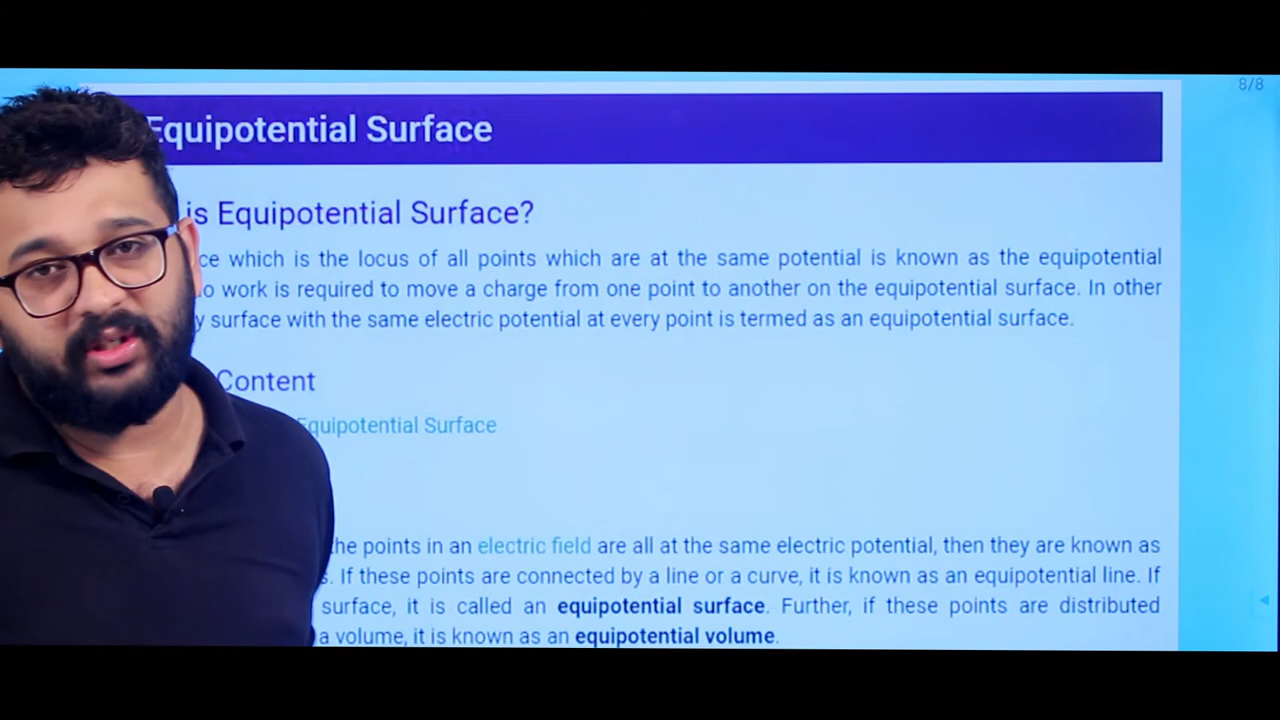 8/8
Equipotential Surface
is Equipotential Surface?
which is the locus of all points which are at the same potential is known as the equipotential
work is required to move a charge from one point to another on the equipotential surface. In other
surface with the same electric potential at every point is termed as an equipotential surface.
Content
Equipotential Surface
the points in an electric field are all at the same electric potential, then they are known as
. If these points are connected by a line or a curve, it is known as an equipotential line. If
surface, it is called an equipotential surface. Further, if these points are distributed
a volume, it is known as an equipotential volume.